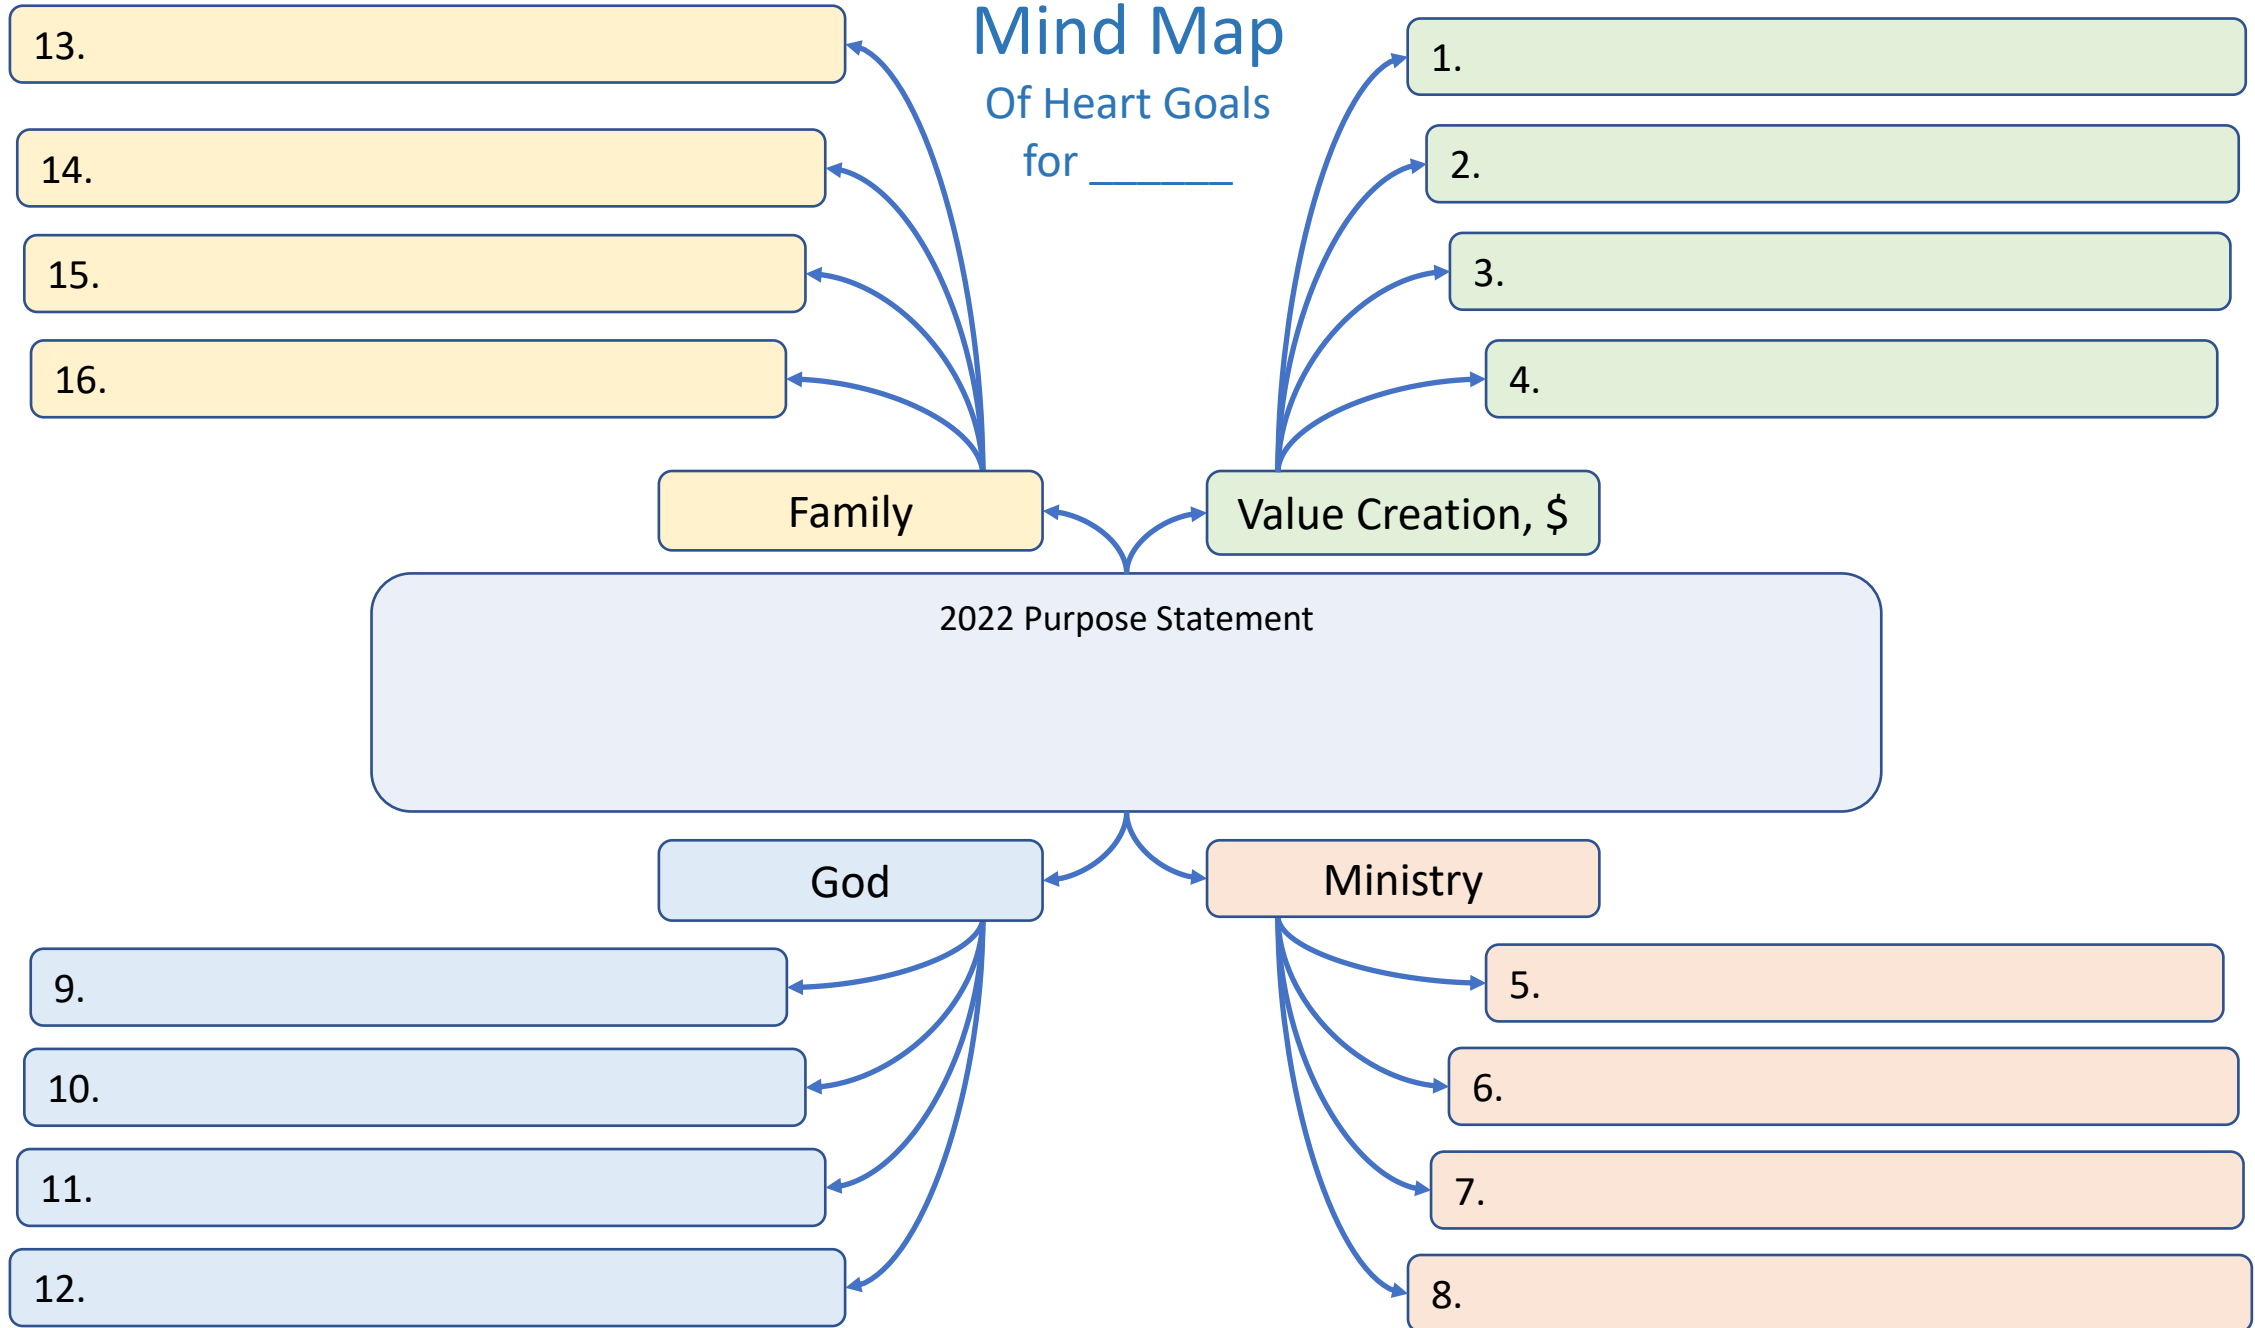 Mind Map
Of Heart Goals
for ______
13.
14.
15.
16.
1.
2.
3.
4.
Family
Value Creation, $
2022 Purpose Statement
God
Ministry
9.
10.
11.
12.
5.
6.
7.
8.